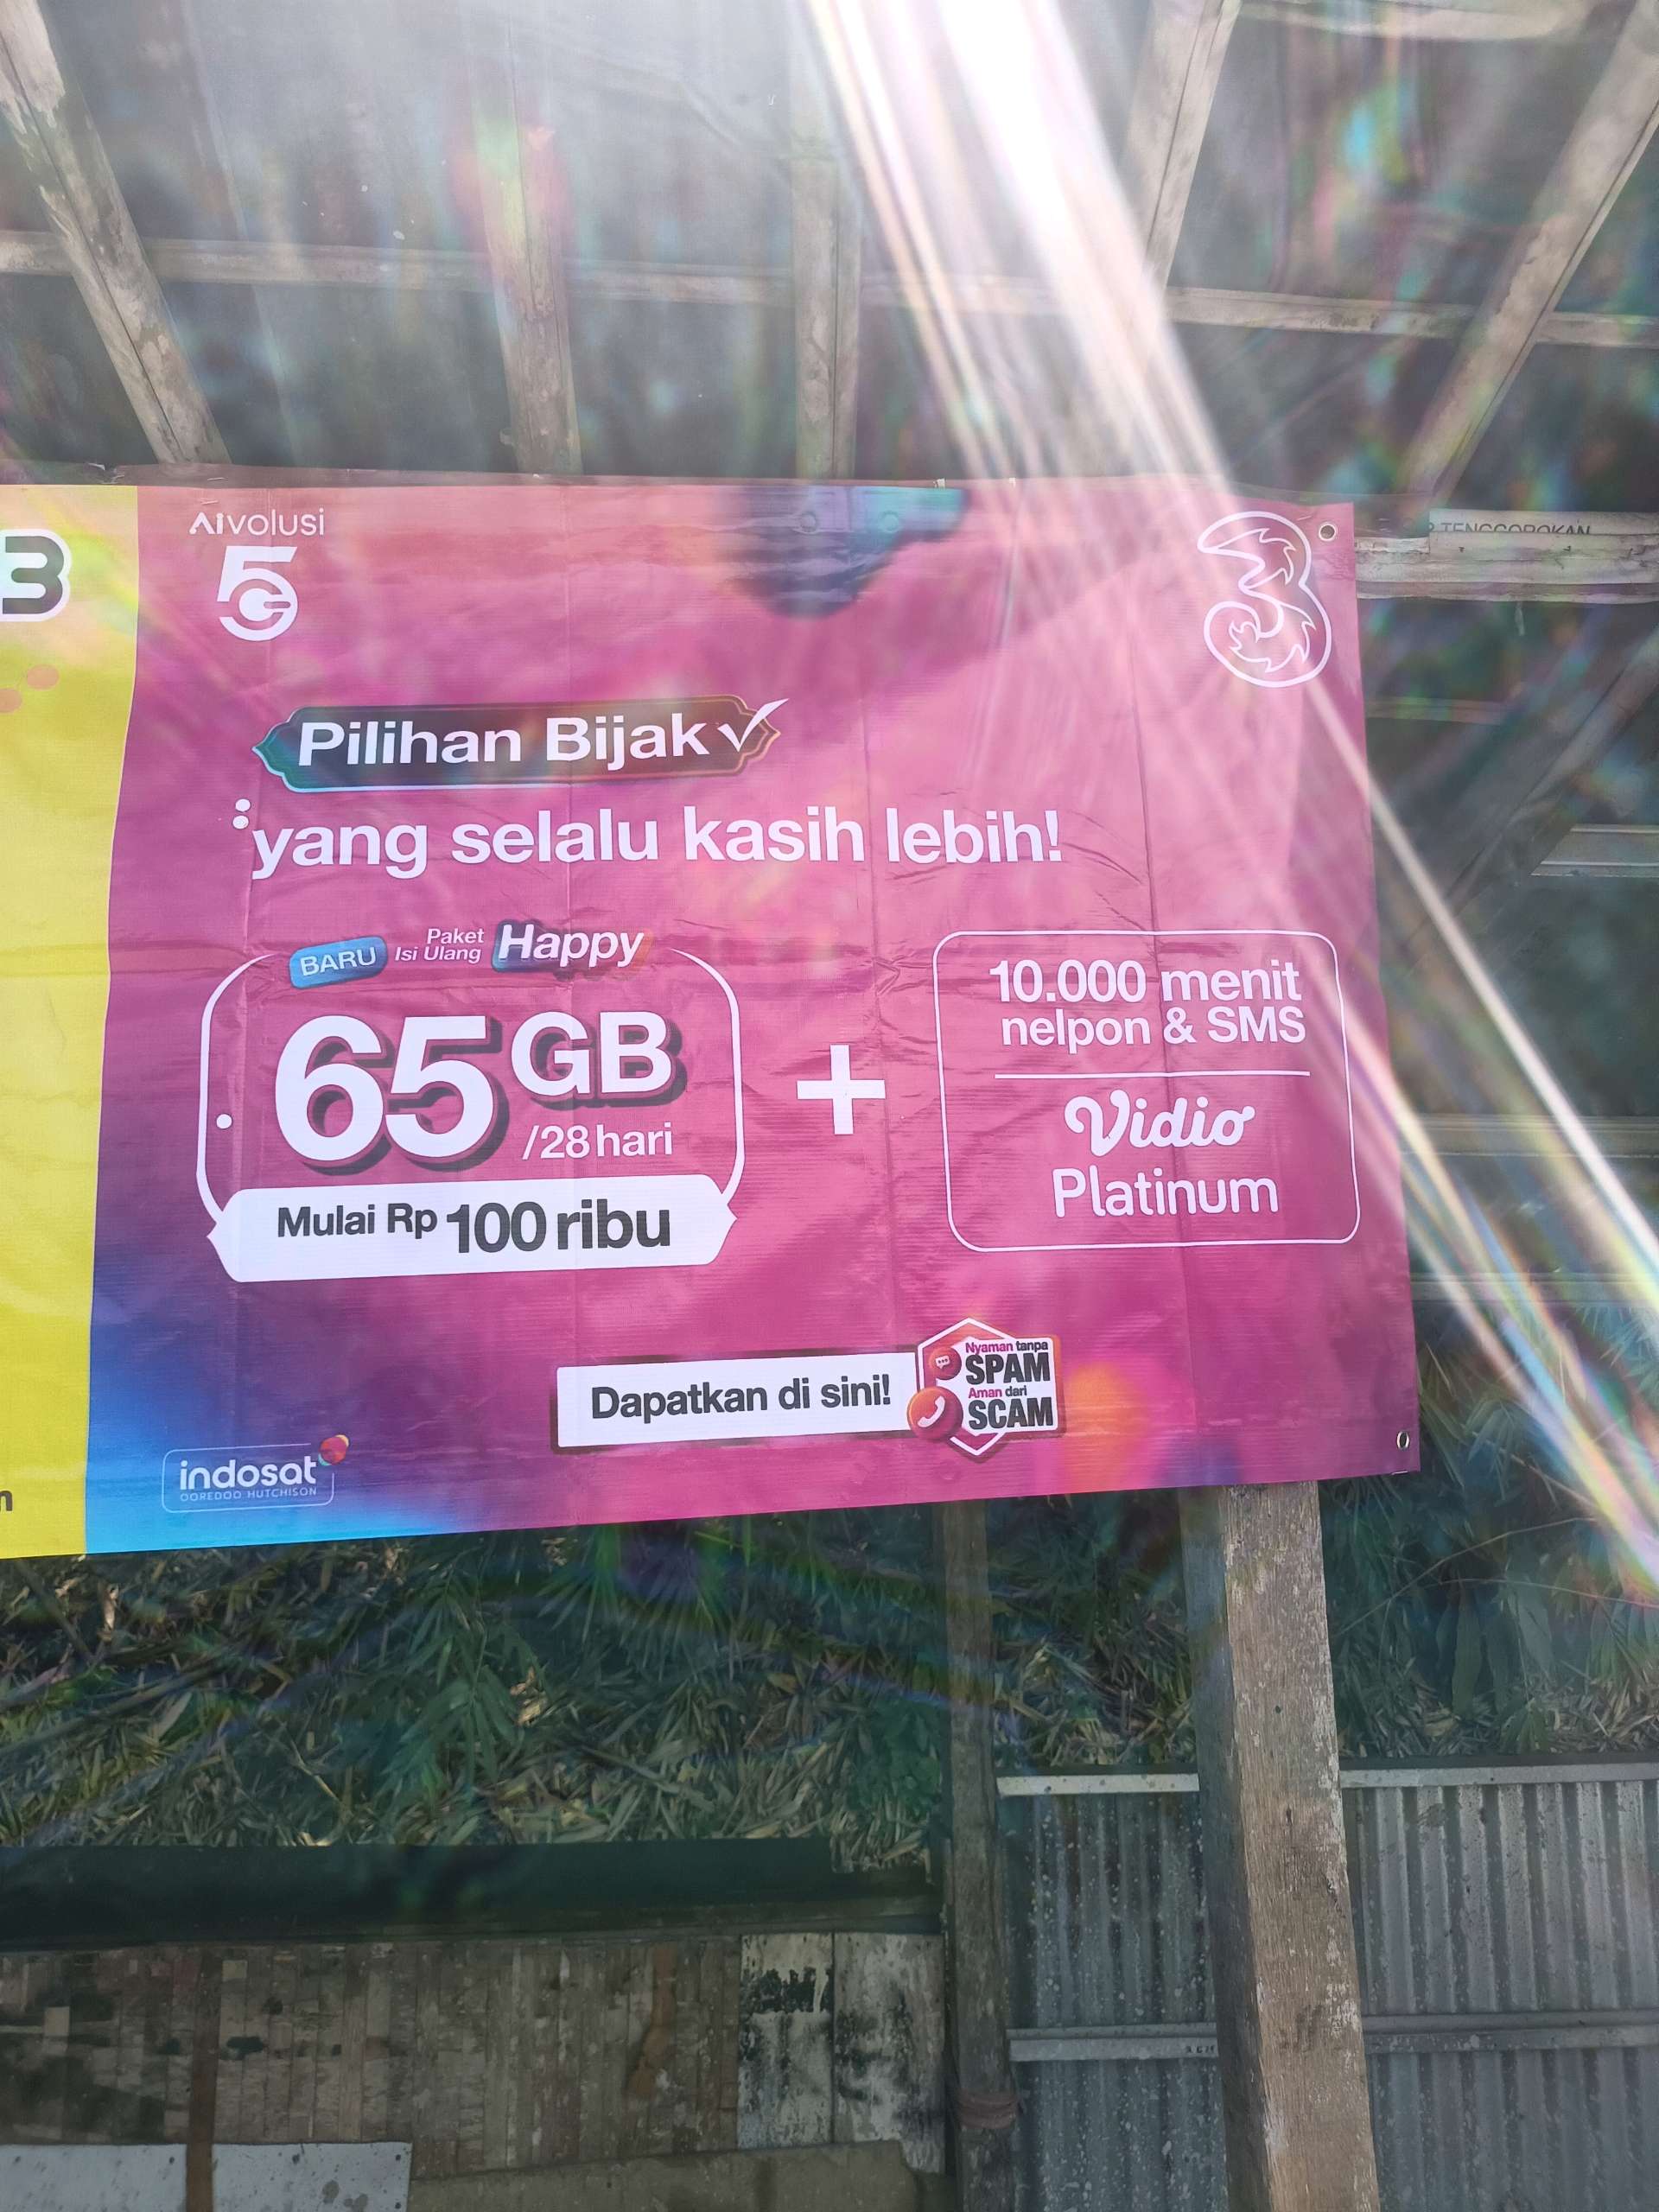 3
AIVOLUSI
5G
3
TENGGOROKAN
Pilihan Bijak
yang selalu kasih lebih!
BARU
Paket
Isi Ulang
Happy
65 GB
/28 hari
Mulai Rp 100 ribu
+
10.000 menit
nelpon & SMS
Vidio
Platinum
Dapatkan di sini!
Nyaman tanpa
SPAM
Aman dari
SCAM
indosat
OOREDOO HUTCHISON
n